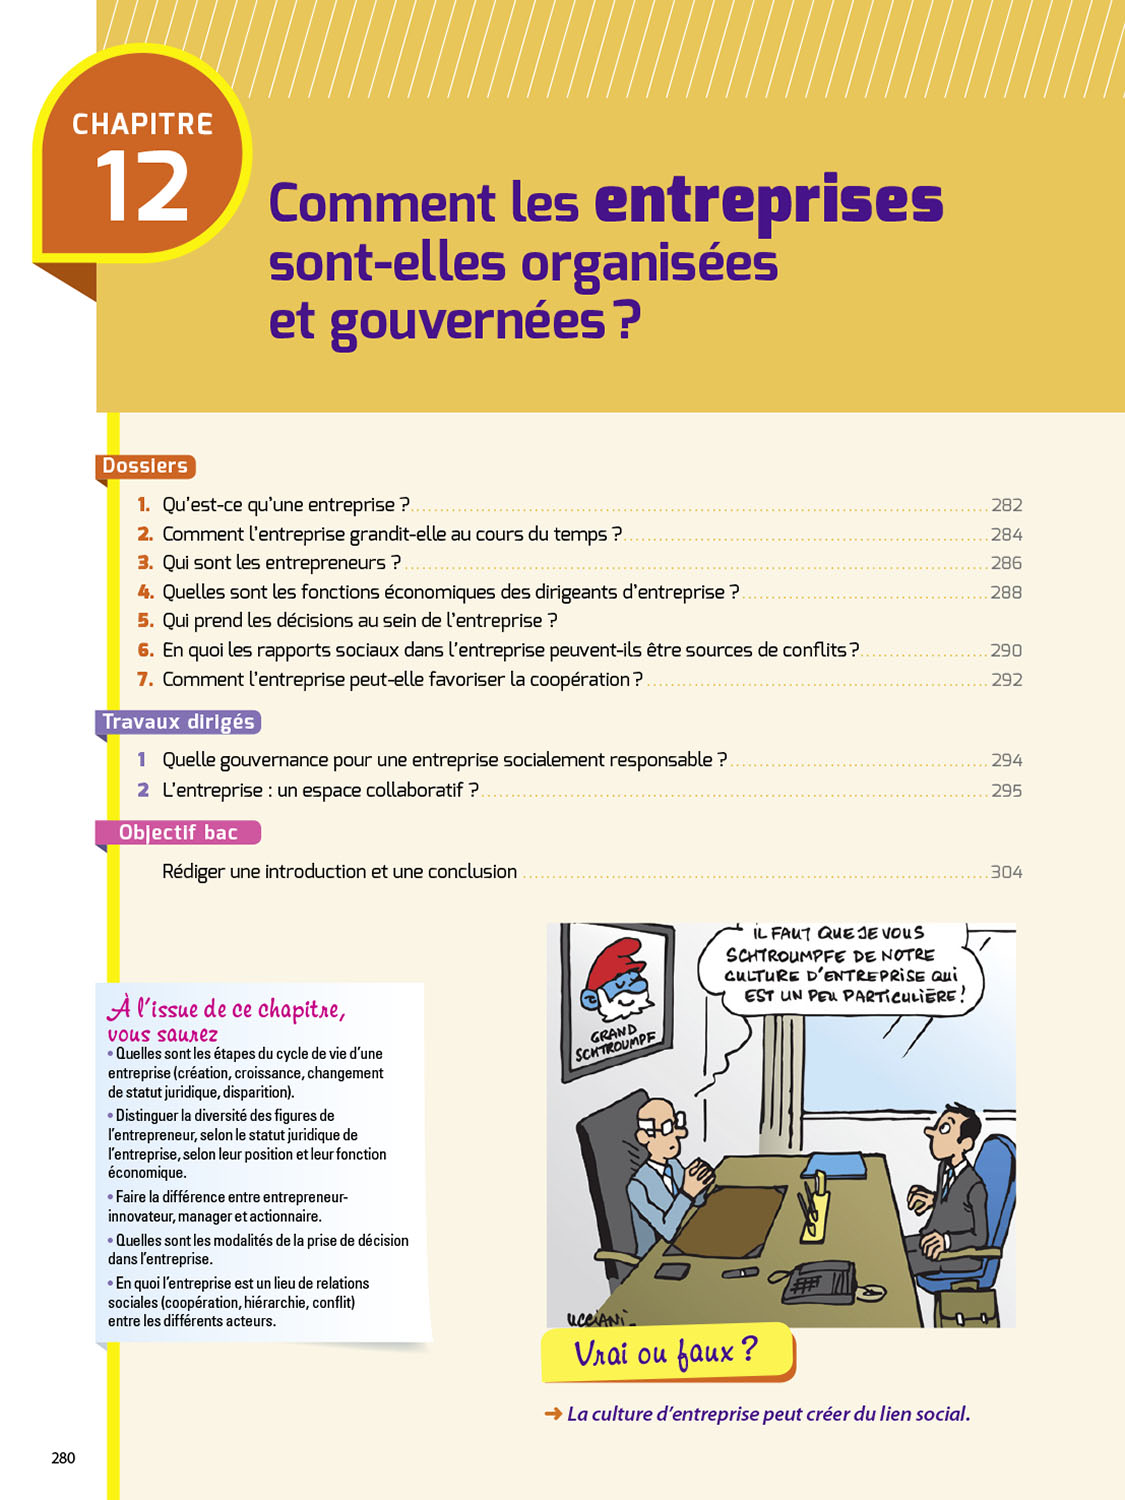 CHAPITRE
12
Comment les entreprises
sont-elles organisées
et gouvernées ?
Dossiers
1. Qu'est-ce qu'une entreprise ? 282
2. Comment l'entreprise grandit-elle au cours du temps ? 284
3. Qui sont les entrepreneurs ? 286
4. Quelles sont les fonctions économiques des dirigeants d'entreprise ? 288
5. Qui prend les décisions au sein de l'entreprise ?
6. En quoi les rapports sociaux dans l'entreprise peuvent-ils être sources de conflits ? 290
7. Comment l'entreprise peut-elle favoriser la coopération ? 292
Travaux dirigés
1 Quelle gouvernance pour une entreprise socialement responsable ? 294
2 L'entreprise : un espace collaboratif ? 295
Objectif bac
Rédiger une introduction et une conclusion 304
À l'issue de ce chapitre,
vous saurez
• Quelles sont les étapes du cycle de vie d'une
entreprise (création, croissance, changement
de statut juridique, disparition).
• Distinguer la diversité des figures de
l'entrepreneur, selon le statut juridique de
l'entreprise, selon leur position et leur fonction
économique.
• Faire la différence entre entrepreneur-
innovateur, manager et actionnaire.
• Quelles sont les modalités de la prise de décision
dans l'entreprise.
• En quoi l'entreprise est un lieu de relations
sociales (coopération, hiérarchie, conflit)
entre les différents acteurs.
IL FAUT QUE JE VOUS
SCHTROUMPFE DE NOTRE
CULTURE D'ENTREPRISE QUI
EST UN PEU PARTICULIÈRE !
GRAND
SCHTROUMPF
UCCIANI
Vrai ou faux ?
➜ La culture d'entreprise peut créer du lien social.
280